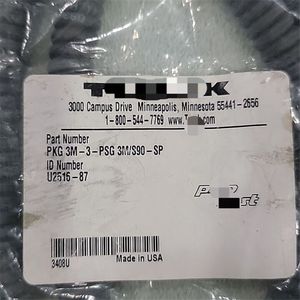 3000 Campus Drive Minneapolis, Minnesota 55441-2656
1-800-544-7769
Part Number
PKG 3M-3-PSG 3M/S90-SP
ID Number
U2516-87
3408U
Made in USA